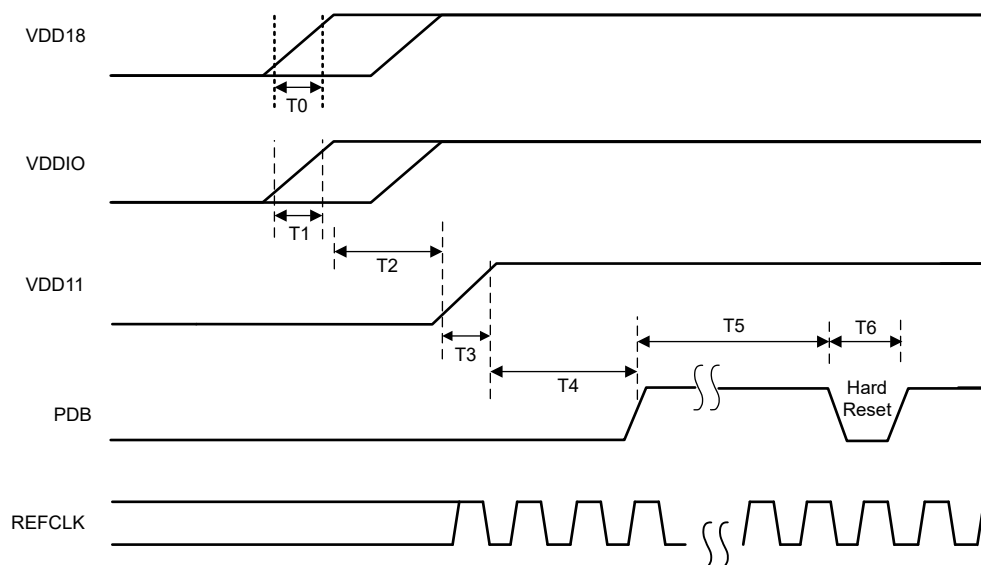 VDD18
T0
VDDIO
T1
T2
VDD11
T3
T4
T5
T6
PDB
Hard
Reset
REFCLK